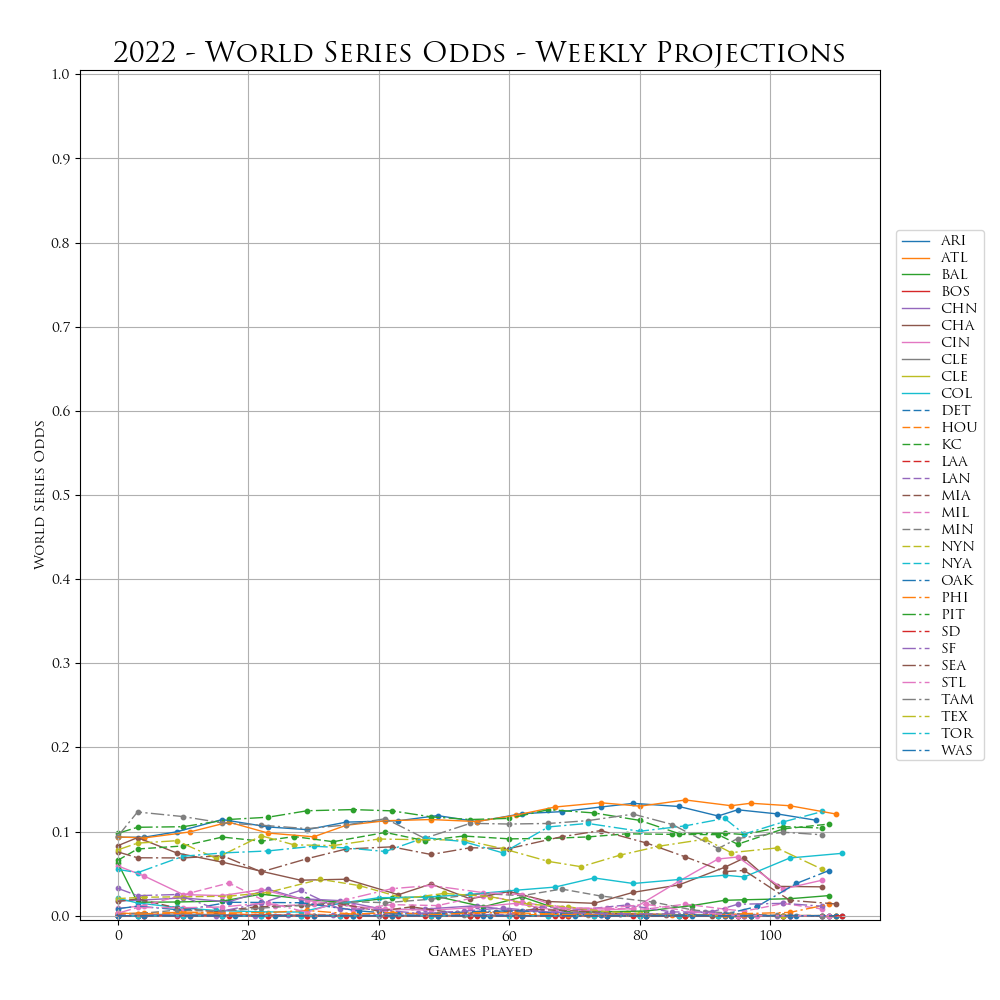 2022 - World Series Odds - Weekly Projections
1.0
0.9
0.8
0.7
0.6
0.5
0.4
0.3
0.2
0.1
0.0
World Series Odds
0 20 40 60 80 100
Games Played
ARI
ATL
BAL
BOS
CHN
CHA
CIN
CLE
CLE
COL
DET
HOU
KC
LAA
LAN
MIA
MIL
MIN
NYN
NYA
OAK
PHI
PIT
SD
SF
SEA
STL
TAM
TEX
TOR
WAS